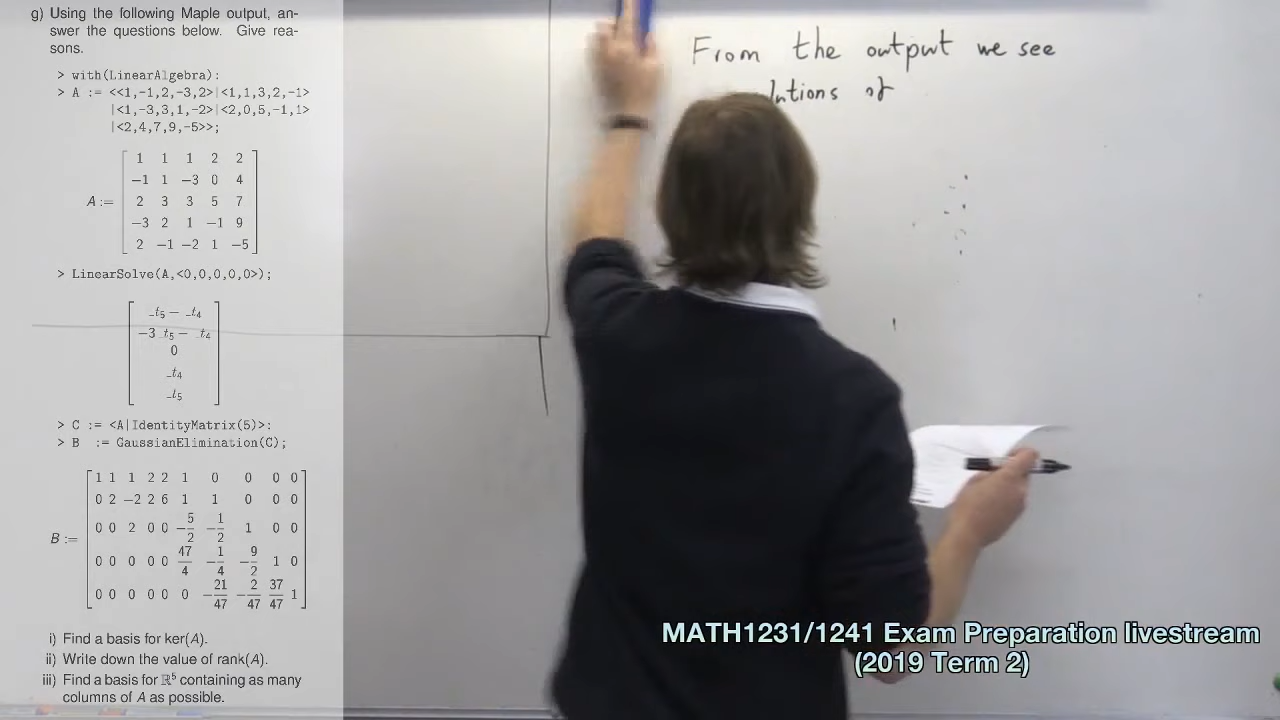 g) Using the following Maple output, an-
swer the questions below. Give rea-
sons.
> with(LinearAlgebra):
> A := <<1,-1,2,-3,2>|<1,1,3,2,-1>
|<1,-3,3,1,-2>|<2,0,5,-1,1>
|<2,4,7,9,-5>>;
1 1 1 2 2
−1 1 −3 0 4
A := 2 3 3 5 7
−3 2 1 −1 9
2 −1 −2 1 −5
> LinearSolve(A,<0,0,0,0,0>);
_t5 − _t4
−3 _t5 − _t4
0
_t4
_t5
> C := <A|IdentityMatrix(5)>:
> B := GaussianElimination(C);
1 1 1 2 2 1 0 0 0 0
0 2 −2 2 6 1 1 0 0 0
0 0 2 0 0 −5/2 −1/2 1 0 0
B :=
0 0 0 0 0 47/4 −1/4 −9/2 1 0
0 0 0 0 0 0 −21/47 −2/47 37/47 1
i) Find a basis for ker(A).
ii) Write down the value of rank(A).
iii) Find a basis for ℝ⁵ containing as many
columns of A as possible.
From the output we see
of
MATH1231/1241 Exam Preparation livestream
(2019 Term 2)